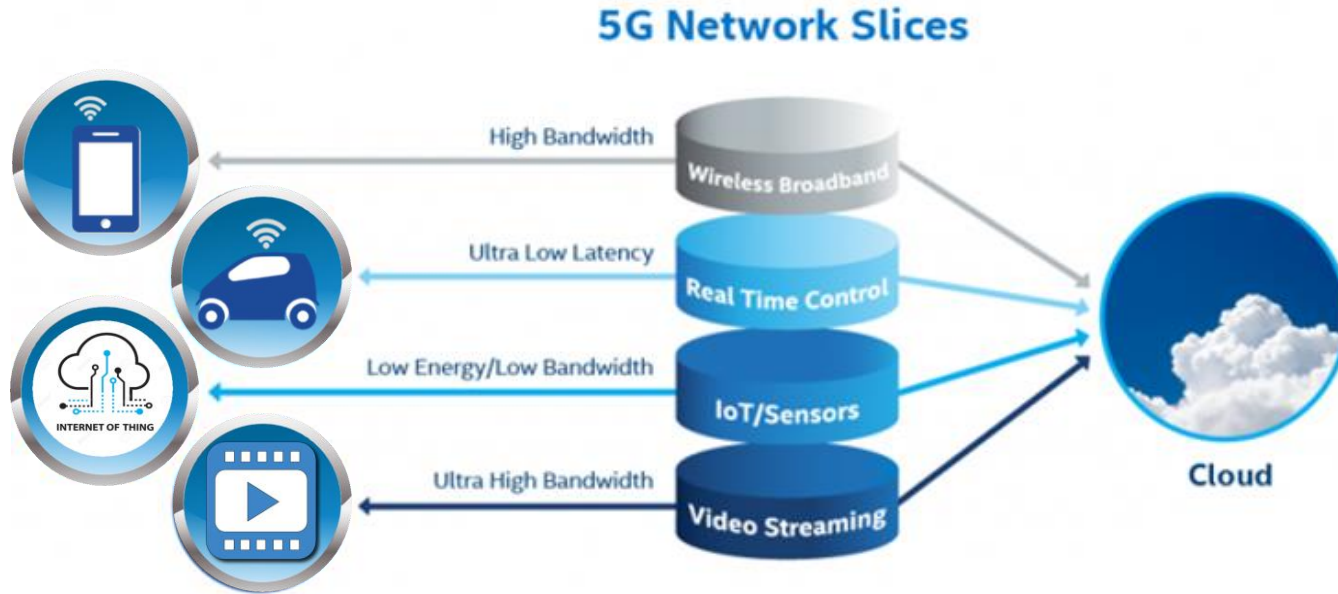 5G Network Slices
High Bandwidth
Wireless Broadband
Ultra Low Latency
Real Time Control
Low Energy/Low Bandwidth
IoT/Sensors
INTERNET OF THING
Ultra High Bandwidth
Video Streaming
Cloud